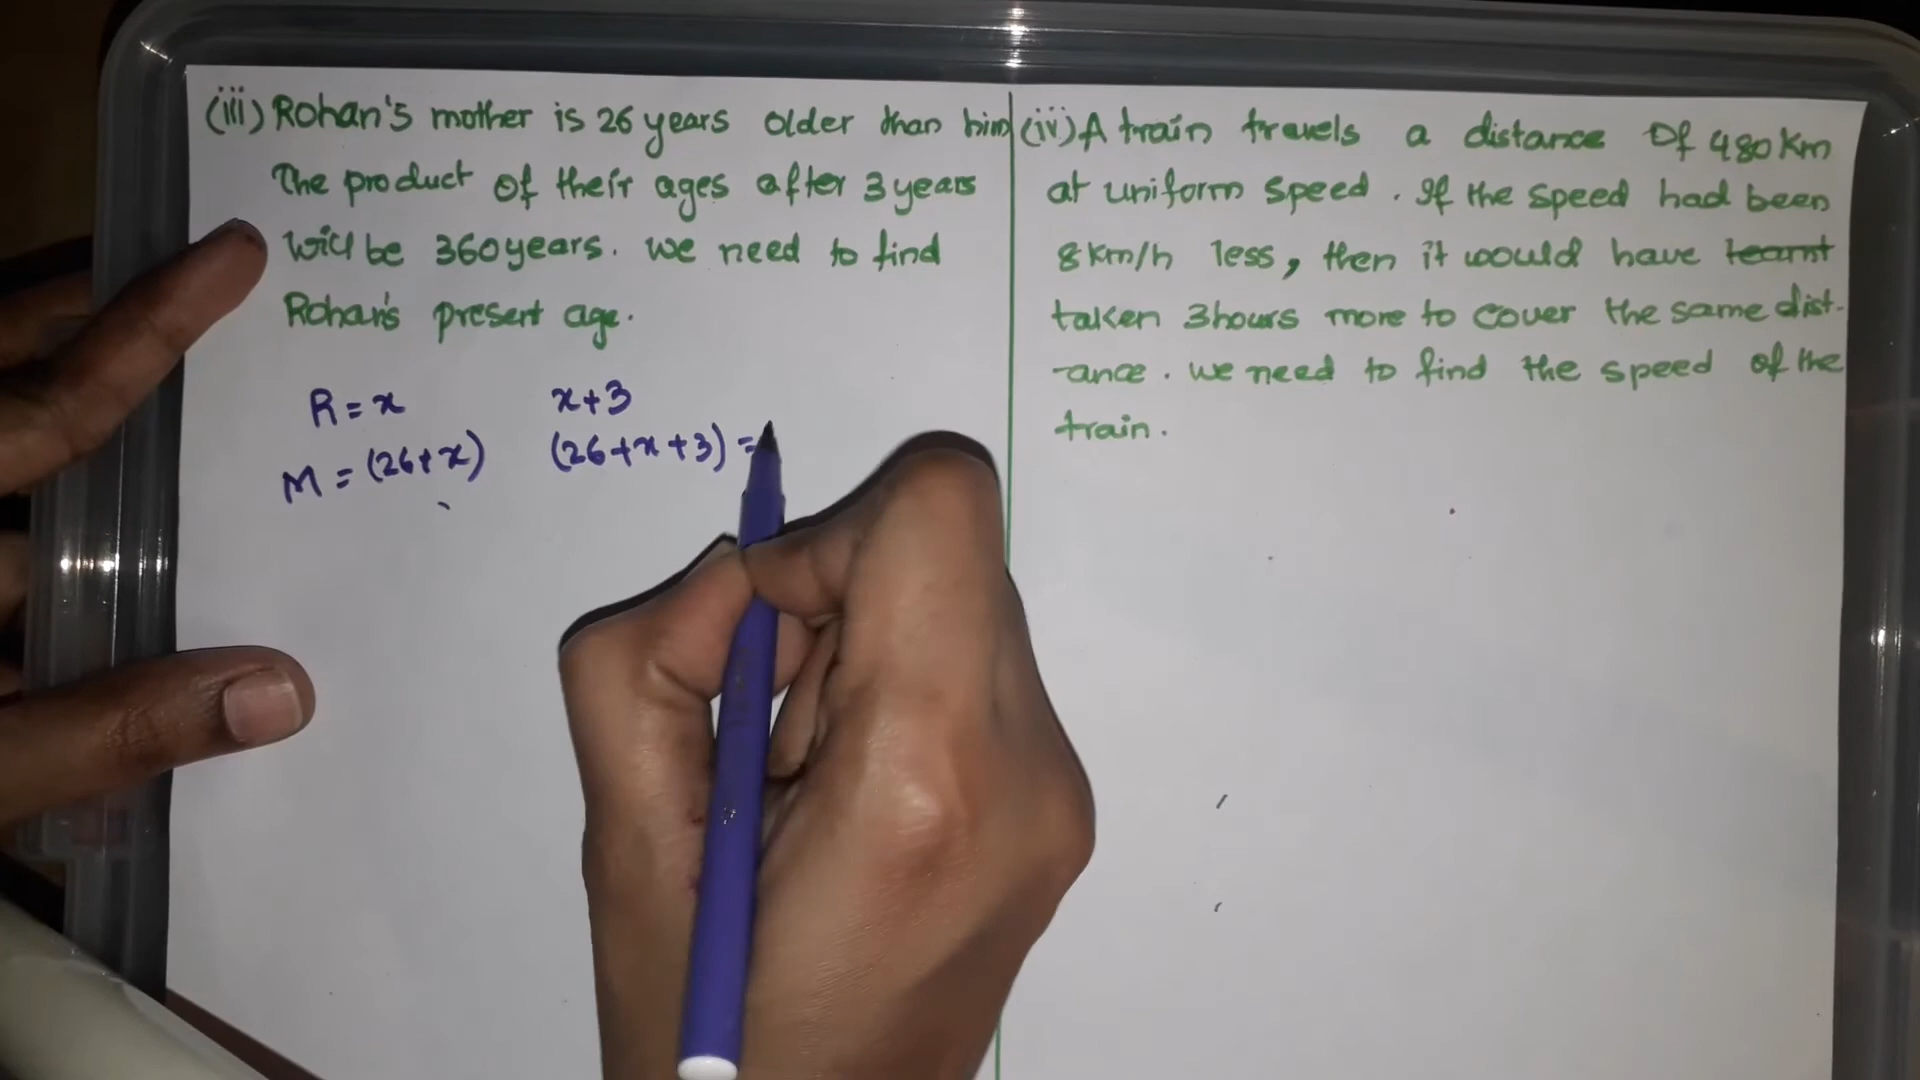 (iii) Rohan's mother is 26 years older than him
The product of their ages after 3 years
will be 360 years. we need to find
Rohan's present age.
R = x x+3
M = (26+x) (26+x+3) =
(iv) A train travels a distance Of 480 Km
at uniform speed. If the speed had been
8 km/h less, then it would have
taken 3 hours more to cover the same dist-
-ance. we need to find the speed of the
train.